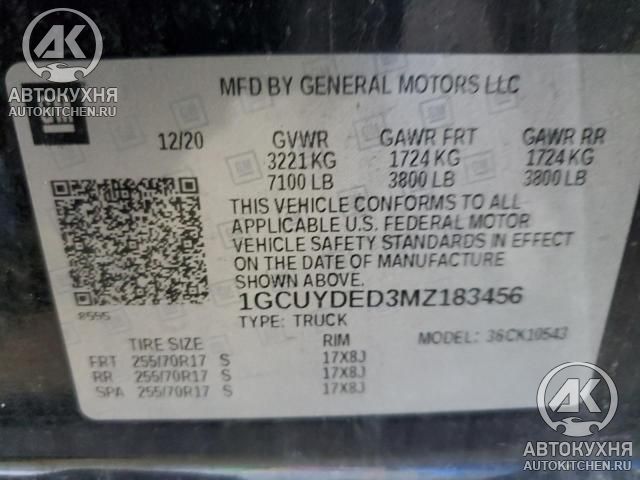 АВТОКУХНЯ
AUTOKITCHEN.RU
GM
MFD BY GENERAL MOTORS LLC
12/20 GVWR GAWR FRT GAWR RR
3221 KG 1724 KG 1724 KG
7100 LB 3800 LB 3800 LB
THIS VEHICLE CONFORMS TO ALL
APPLICABLE U.S. FEDERAL MOTOR
VEHICLE SAFETY STANDARDS IN EFFECT
ON THE DATE OF MANUFACTURE
SHOWN ABOVE.
8595 1GCUYDED3MZ183456
TYPE: TRUCK MODEL: 36CK10543
TIRE SIZE RIM
FRT 255/70R17 S 17X8J
RR 255/70R17 S 17X8J
SPA 255/70R17 S 17X8J
АК
АВТОКУХНЯ
AUTOKITCHEN.RU